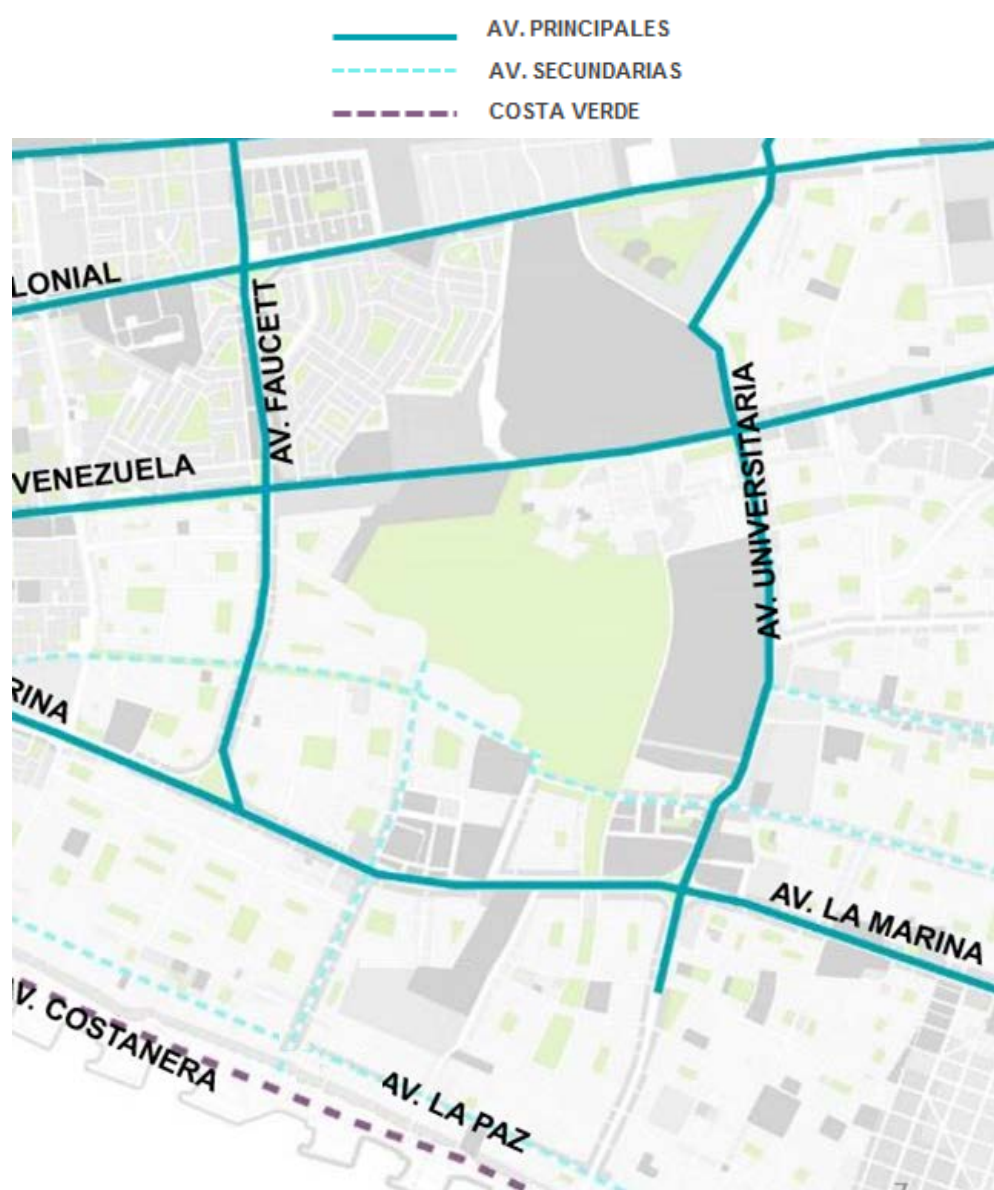 AV. PRINCIPALES
AV. SECUNDARIAS
COSTA VERDE
LONIAL
AV. FAUCETT
VENEZUELA
AV. UNIVERSITARIA
RINA
AV. LA MARINA
V. COSTANERA
AV. LA PAZ